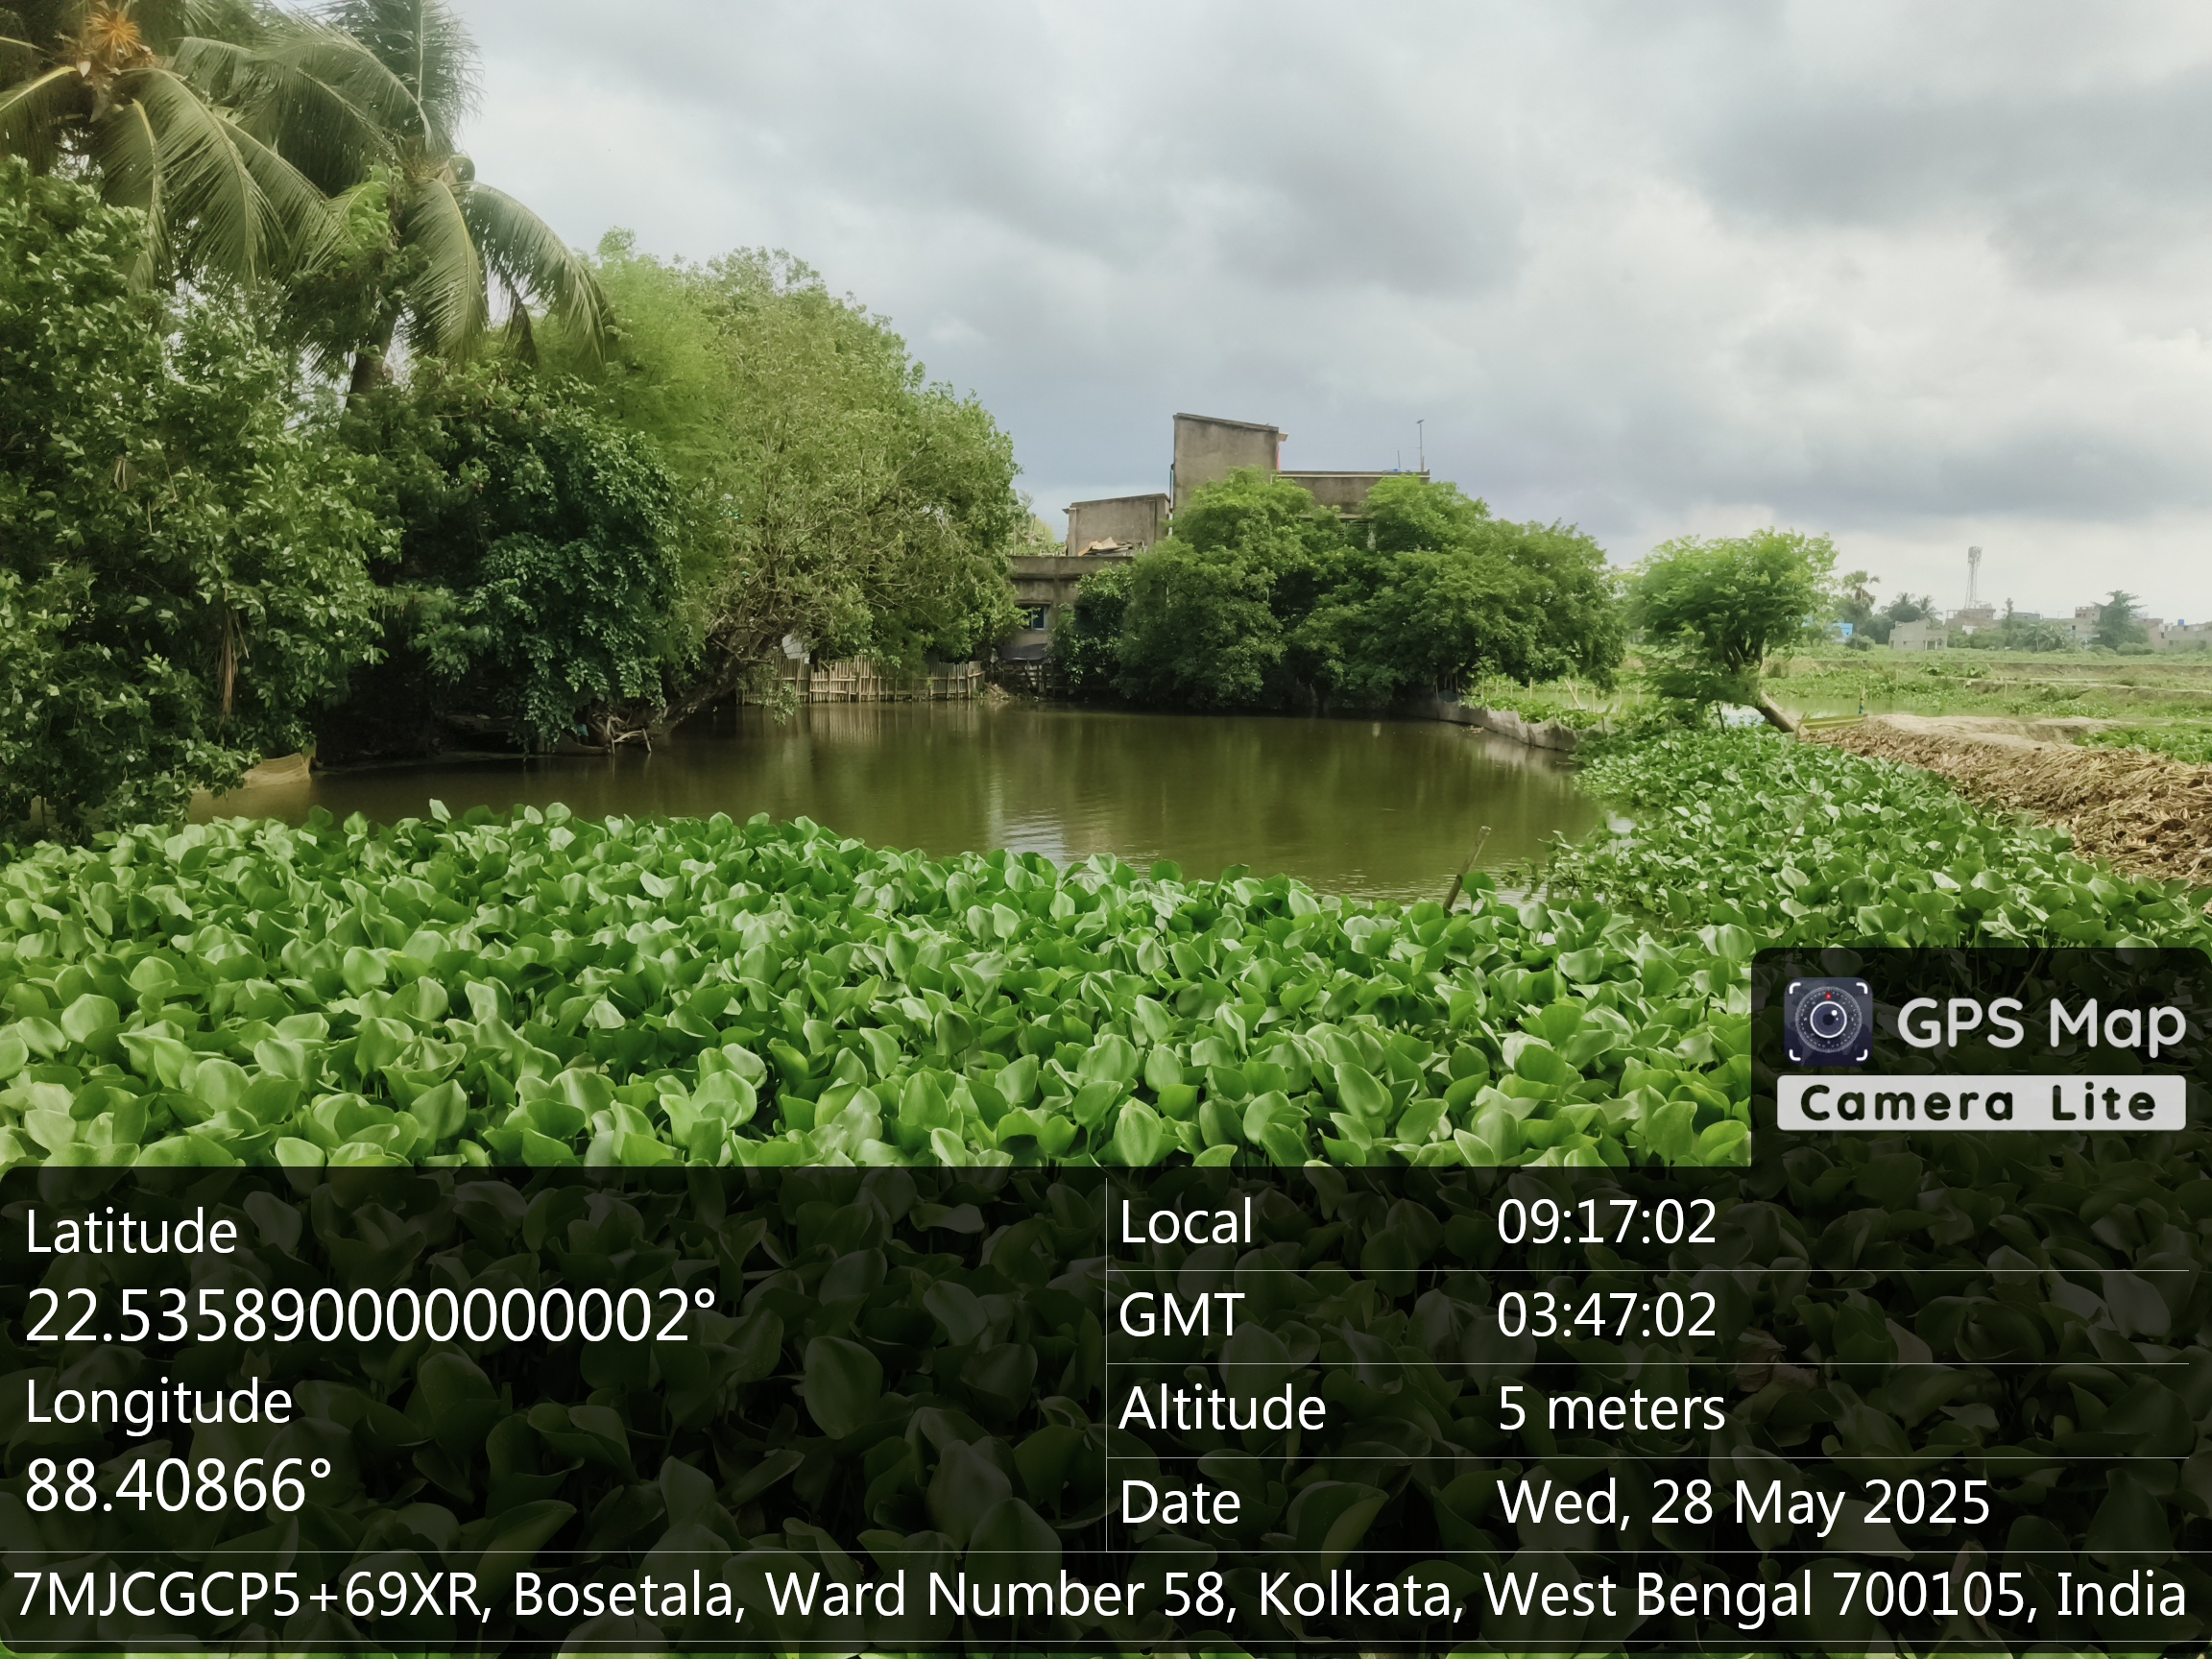 GPS Map
Camera Lite
Latitude
22.535890000000002°
Longitude
88.40866°
Local 09:17:02
GMT 03:47:02
Altitude 5 meters
Date Wed, 28 May 2025
7MJCGCP5+69XR, Bosetala, Ward Number 58, Kolkata, West Bengal 700105, India